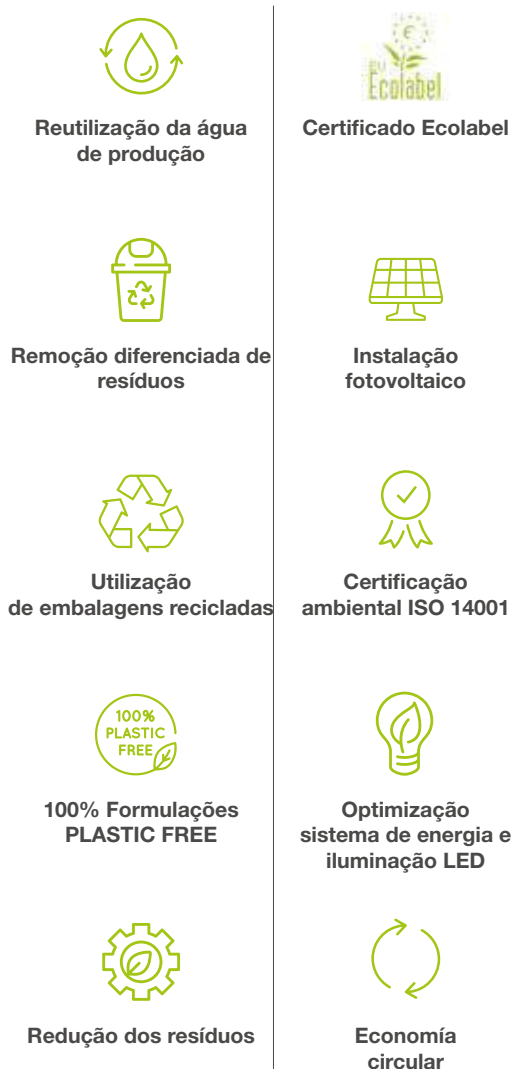 Reutilização da água
de produção
EU
Ecolabel
Certificado Ecolabel
Remoção diferenciada de
resíduos
Instalação
fotovoltaico
Utilização
de embalagens recicladas
Certificação
ambiental ISO 14001
100%
PLASTIC
FREE
100% Formulações
PLASTIC FREE
Optimização
sistema de energia e
iluminação LED
Redução dos resíduos
Economía
circular